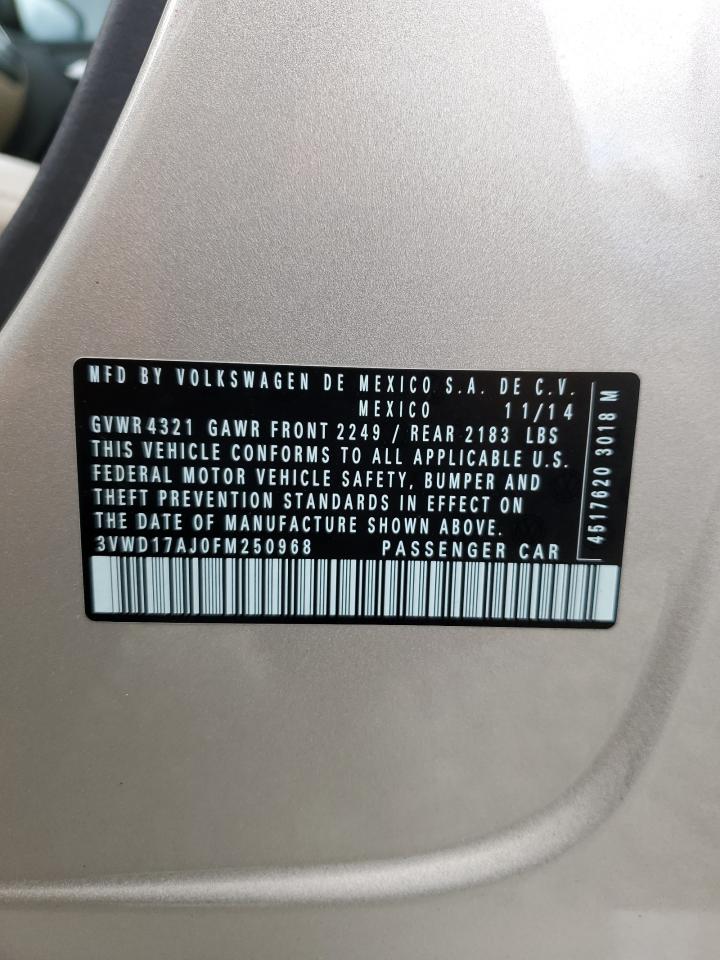 MFD BY VOLKSWAGEN DE MEXICO S.A. DE C.V.
MEXICO 11/14
GVWR 4321 GAWR FRONT 2249 / REAR 2183 LBS
THIS VEHICLE CONFORMS TO ALL APPLICABLE U.S.
FEDERAL MOTOR VEHICLE SAFETY, BUMPER AND
THEFT PREVENTION STANDARDS IN EFFECT ON
THE DATE OF MANUFACTURE SHOWN ABOVE.
3VWD17AJ0FM250968 PASSENGER CAR
4517620 3018 M